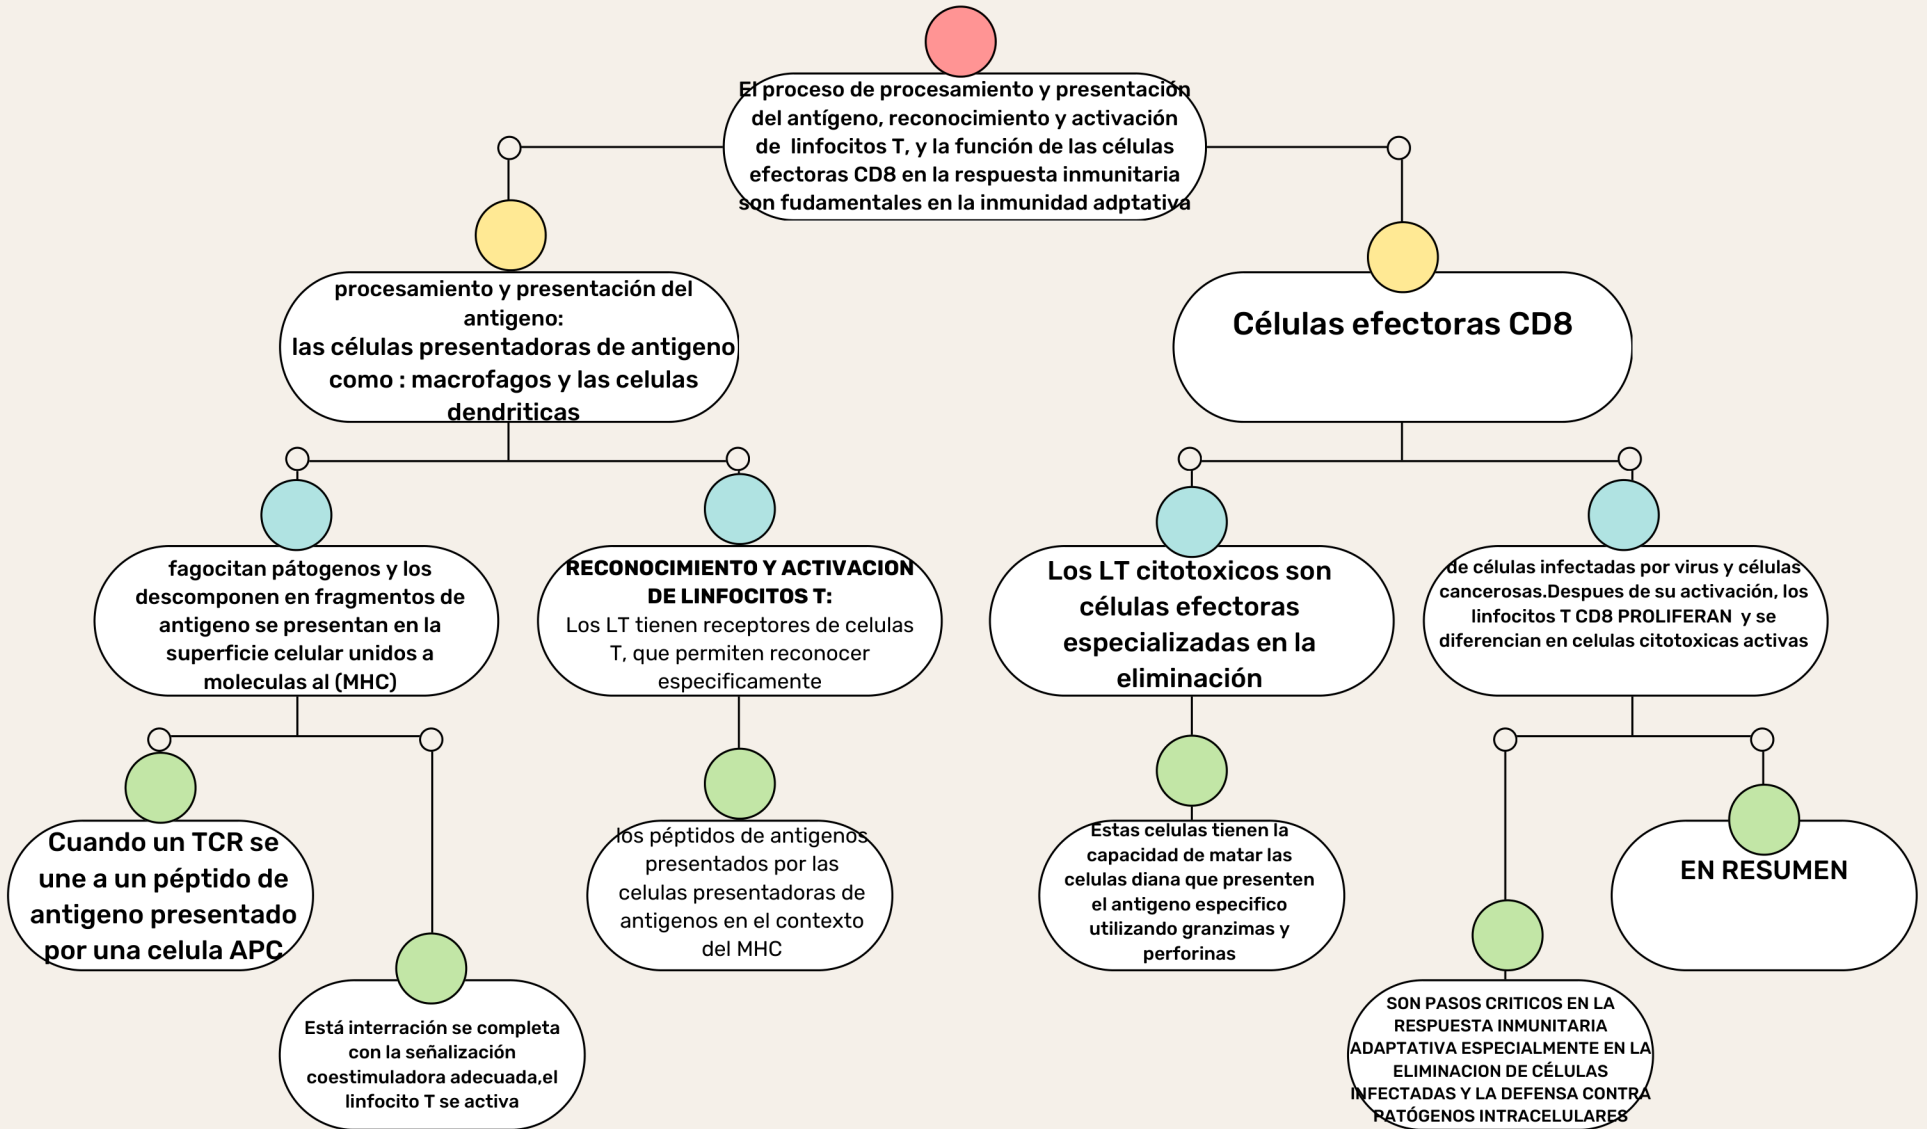 El proceso de procesamiento y presentación
del antígeno, reconocimiento y activación
de linfocitos T, y la función de las células
efectoras CD8 en la respuesta inmunitaria
son fudamentales en la inmunidad adptativa
procesamiento y presentación del
antigeno:
las células presentadoras de antigeno
como : macrofagos y las celulas
dendriticas
Células efectoras CD8
fagocitan pátogenos y los
descomponen en fragmentos de
antigeno se presentan en la
superficie celular unidos a
moleculas al (MHC)
RECONOCIMIENTO Y ACTIVACION
DE LINFOCITOS T:
Los LT tienen receptores de celulas
T, que permiten reconocer
especificamente
Los LT citotoxicos son
células efectoras
especializadas en la
eliminación
de células infectadas por virus y células
cancerosas.Despues de su activación, los
linfocitos T CD8 PROLIFERAN y se
diferencian en celulas citotoxicas activas
Cuando un TCR se
une a un péptido de
antigeno presentado
por una celula APC
Está interración se completa
con la señalización
coestimuladora adecuada,el
linfocito T se activa
los péptidos de antigenos
presentados por las
celulas presentadoras de
antigenos en el contexto
del MHC
Estas celulas tienen la
capacidad de matar las
celulas diana que presenten
el antigeno especifico
utilizando granzimas y
perforinas
EN RESUMEN
SON PASOS CRITICOS EN LA
RESPUESTA INMUNITARIA
ADAPTATIVA ESPECIALMENTE EN LA
ELIMINACION DE CÉLULAS
INFECTADAS Y LA DEFENSA CONTRA
PATÓGENOS INTRACELULARES